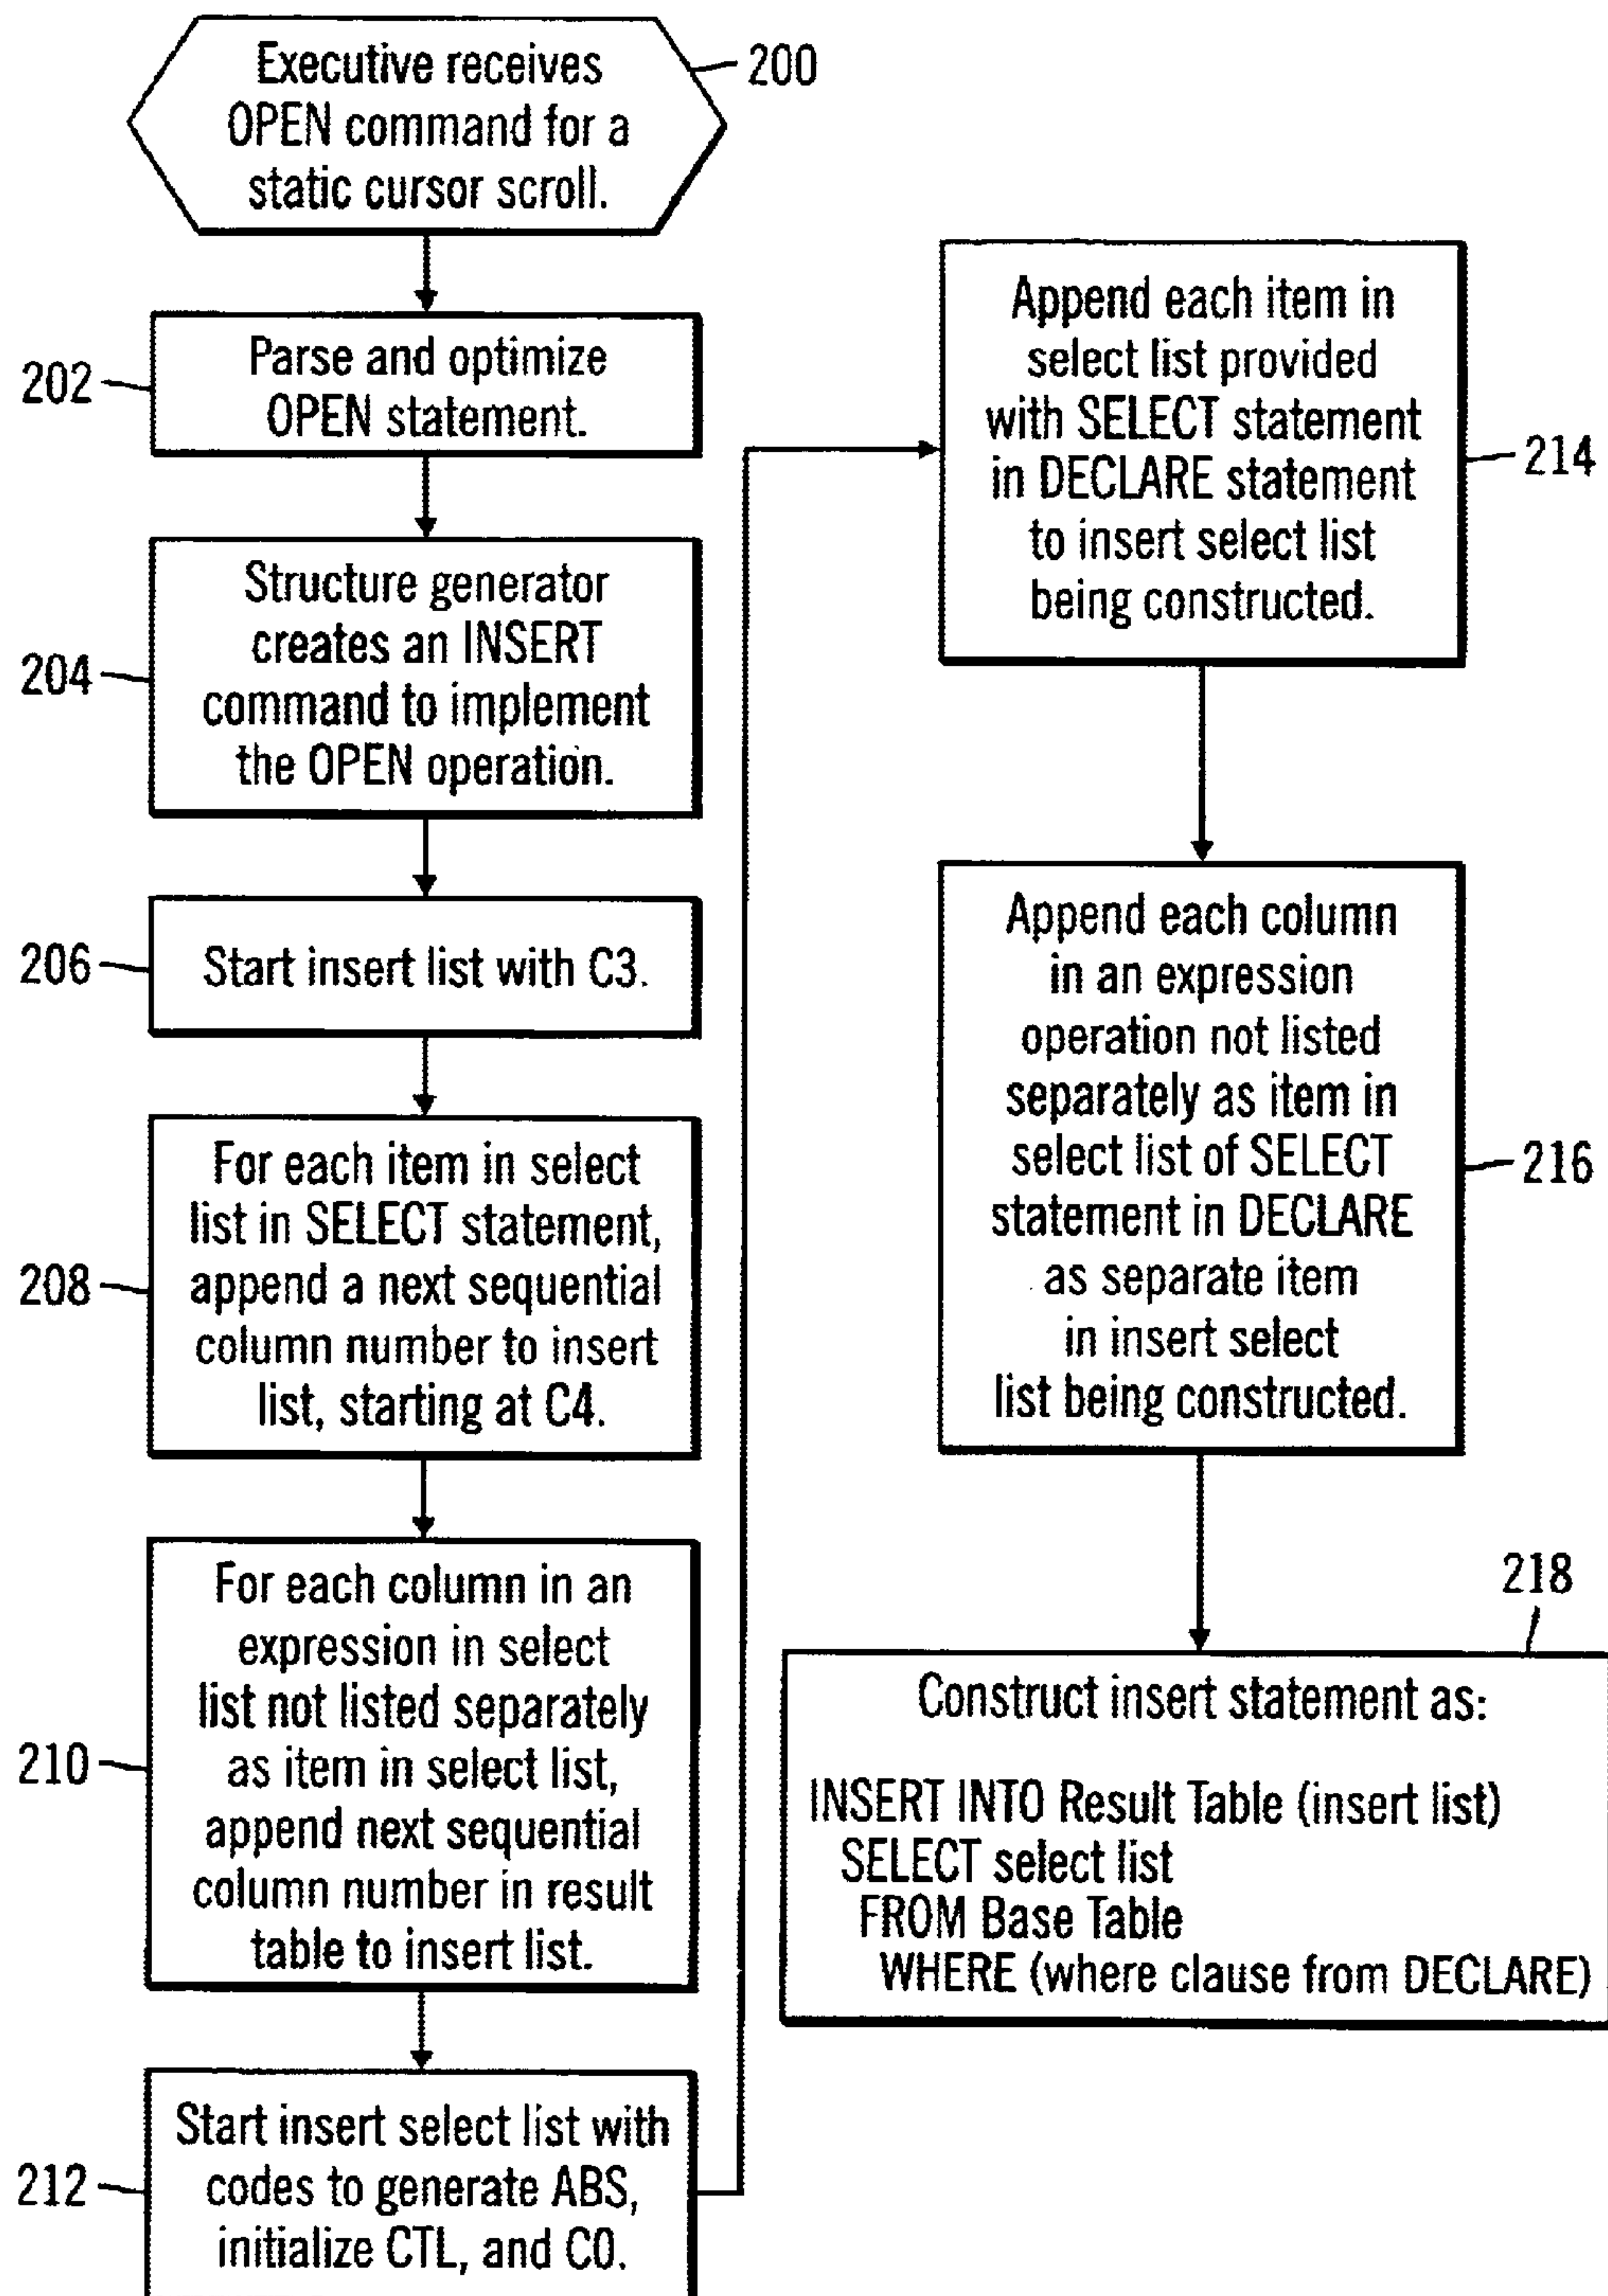 Executive receives
OPEN command for a
static cursor scroll.
200
Parse and optimize
OPEN statement.
202
Structure generator
creates an INSERT
command to implement
the OPEN operation.
204
Start insert list with C3.
206
For each item in select
list in SELECT statement,
append a next sequential
column number to insert
list, starting at C4.
208
For each column in an
expression in select
list not listed separately
as item in select list,
append next sequential
column number in result
table to insert list.
210
Start insert select list with
codes to generate ABS,
initialize CTL, and C0.
212
Append each item in
select list provided
with SELECT statement
in DECLARE statement
to insert select list
being constructed.
214
Append each column
in an expression
operation not listed
separately as item in
select list of SELECT
statement in DECLARE
as separate item
in insert select
list being constructed.
216
218
Construct insert statement as:
INSERT INTO Result Table (insert list)
SELECT select list
FROM Base Table
WHERE (where clause from DECLARE)